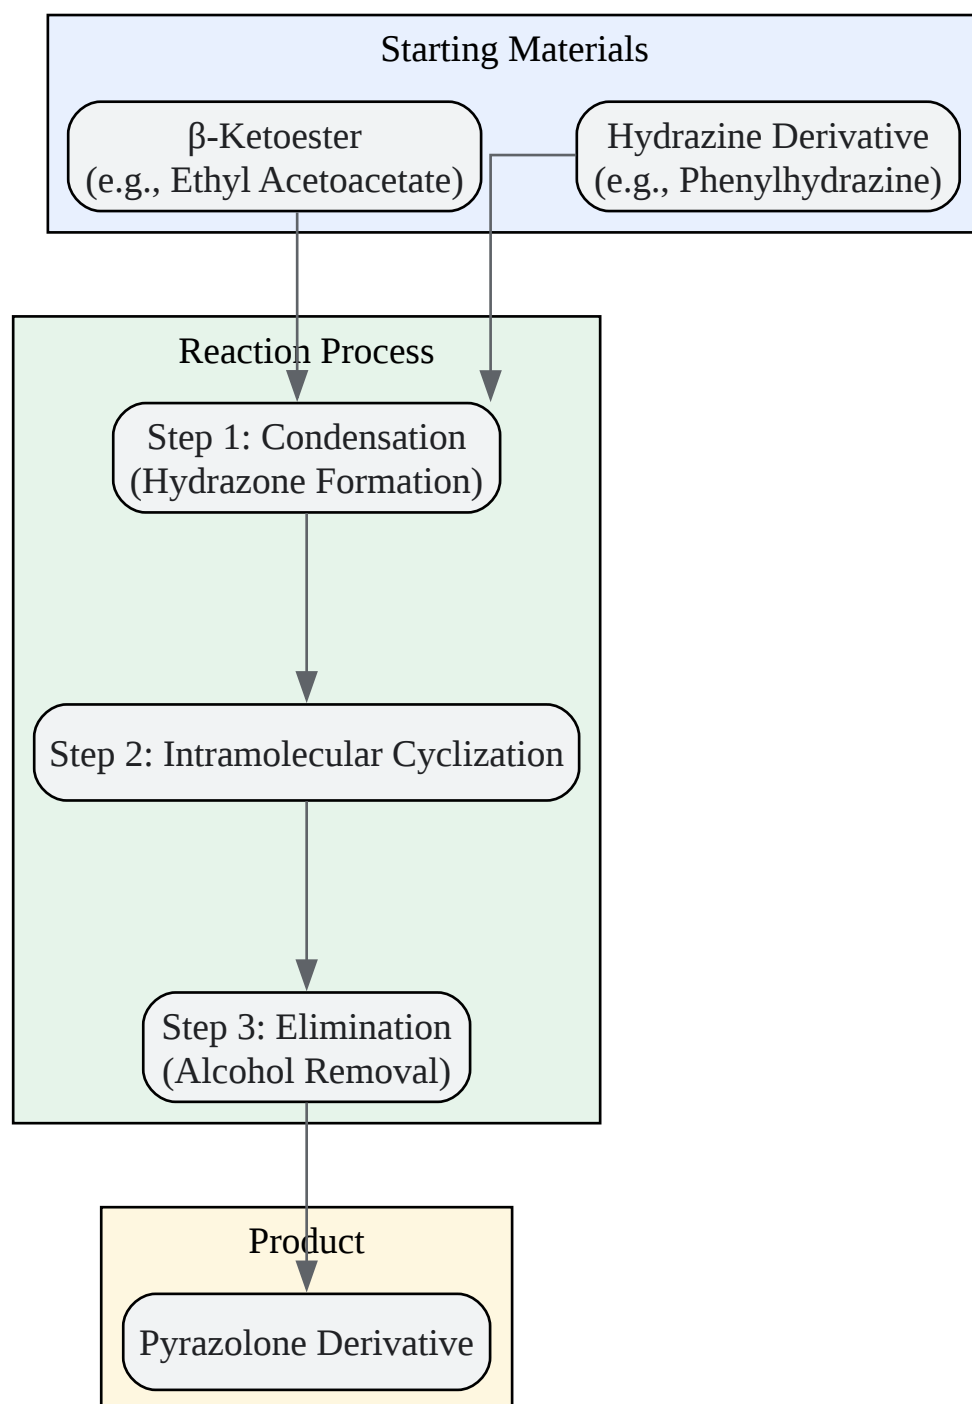 Starting Materials
β-Ketoester
(e.g., Ethyl Acetoacetate)
Hydrazine Derivative
(e.g., Phenylhydrazine)
Reaction Process
Step 1: Condensation
(Hydrazone Formation)
Step 2: Intramolecular Cyclization
Step 3: Elimination
(Alcohol Removal)
Product
Pyrazolone Derivative